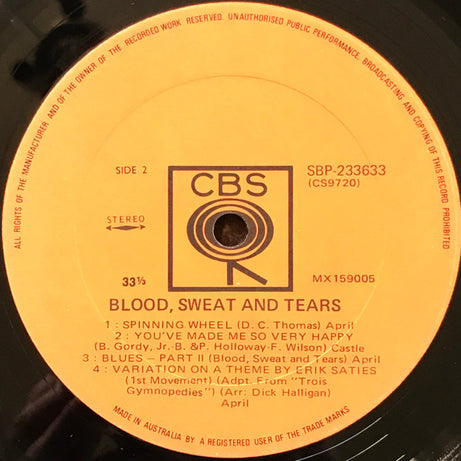 ALL RIGHTS OF THE MANUFACTURER AND OF THE OWNER OF THE RECORDED WORK RESERVED. UNAUTHORISED PUBLIC PERFORMANCE, BROADCASTING AND COPYING OF THIS RECORD PROHIBITED
SIDE 2
SBP-233633
(CS9720)
CBS
STEREO
33⅓
MX159005
BLOOD, SWEAT AND TEARS
1 : SPINNING WHEEL (D. C. Thomas) April
2 : YOU'VE MADE ME SO VERY HAPPY
(B. Gordy, Jr.-B. &P. Holloway-F. Wilson) Castle
3 : BLUES – PART II (Blood, Sweat and Tears) April
4 : VARIATION ON A THEME BY ERIK SATIES
(1st Movement) (Adpt. From "Trois
Gymnopedies") (Arr: Dick Halligan)
April
MADE IN AUSTRALIA BY A REGISTERED USER OF THE TRADE MARKS